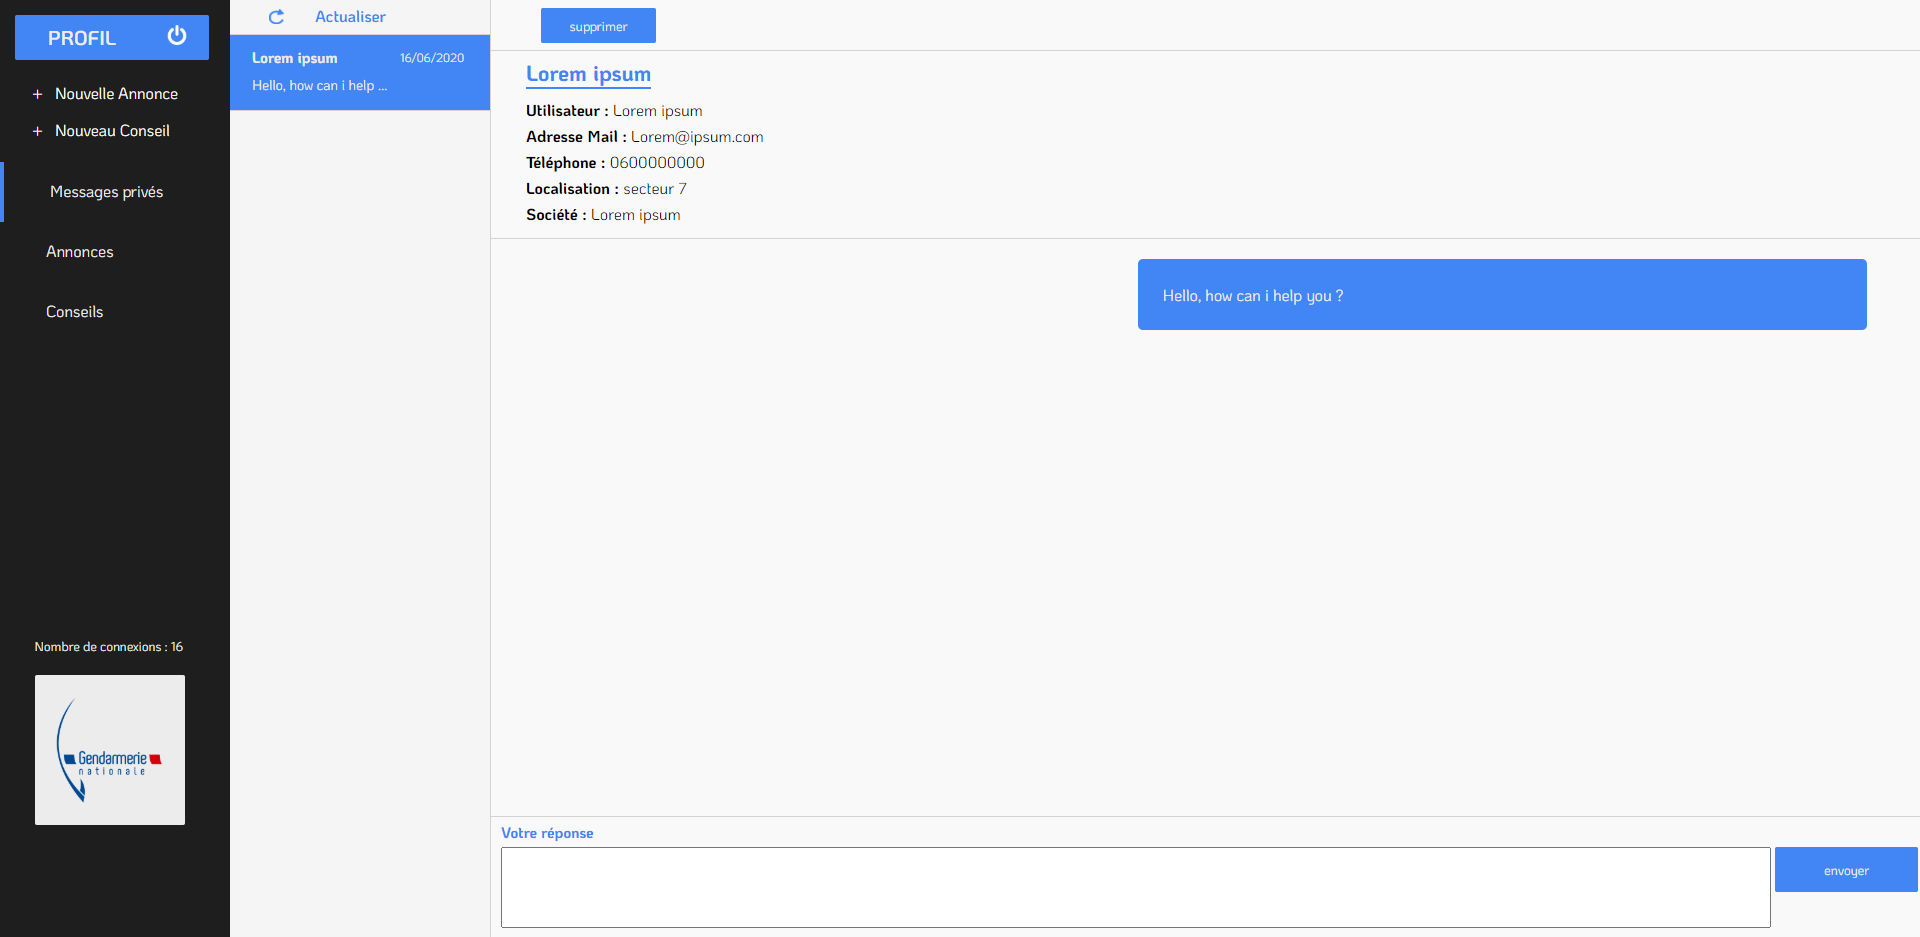 PROFIL
+ Nouvelle Annonce
+ Nouveau Conseil
Messages privés
Annonces
Conseils
Nombre de connexions : 16
Gendarmerie
nationale
Actualiser
Lorem ipsum 16/06/2020
Hello, how can i help ...
supprimer
Lorem ipsum
Utilisateur : Lorem ipsum
Adresse Mail : Lorem@ipsum.com
Téléphone : 0600000000
Localisation : secteur 7
Société : Lorem ipsum
Hello, how can i help you ?
Votre réponse
envoyer